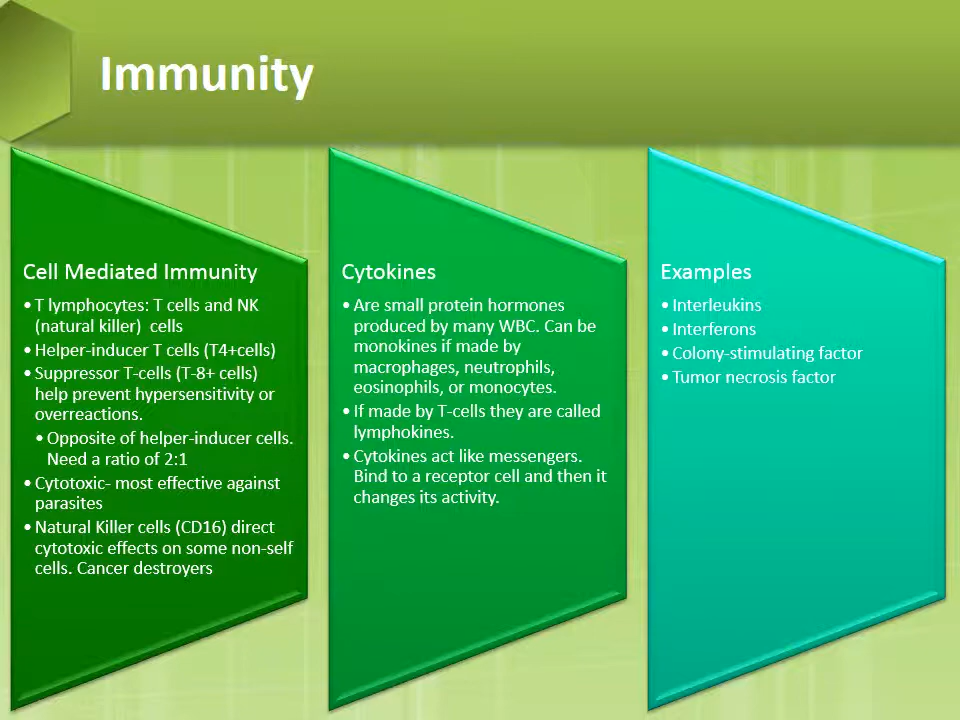 Immunity
Cell Mediated Immunity
• T lymphocytes: T cells and NK
(natural killer)  cells
• Helper-inducer T cells (T4+cells)
• Suppressor T-cells (T-8+ cells)
help prevent hypersensitivity or
overreactions.
• Opposite of helper-inducer cells.
Need a ratio of 2:1
• Cytotoxic- most effective against
parasites
• Natural Killer cells (CD16) direct
cytotoxic effects on some non-self
cells. Cancer destroyers
Cytokines
• Are small protein hormones
produced by many WBC. Can be
monokines if made by
macrophages, neutrophils,
eosinophils, or monocytes.
• If made by T-cells they are called
lymphokines.
• Cytokines act like messengers.
Bind to a receptor cell and then it
changes its activity.
Examples
• Interleukins
• Interferons
• Colony-stimulating factor
• Tumor necrosis factor